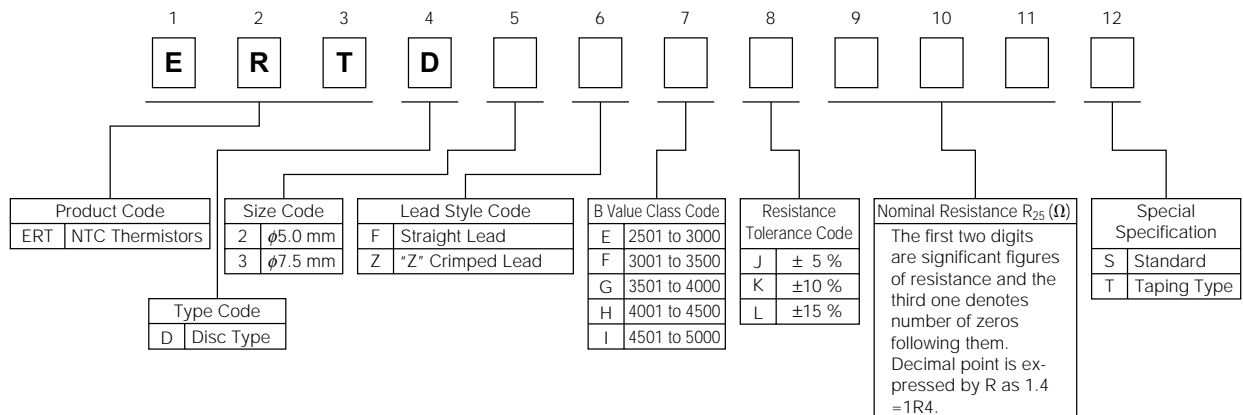 1 2 3 4 5 6 7 8 9 10 11 12
E R T D
Product Code
ERT NTC Thermistors
Type Code
D Disc Type
Size Code
2 ϕ5.0 mm
3 ϕ7.5 mm
Lead Style Code
F Straight Lead
Z “Z” Crimped Lead
B Value Class Code
E 2501 to 3000
F 3001 to 3500
G 3501 to 4000
H 4001 to 4500
I 4501 to 5000
Resistance
Tolerance Code
J ± 5 %
K ±10 %
L ±15 %
Nominal Resistance R25 (Ω)
The first two digits
are significant figures
of resistance and the
third one denotes
number of zeros
following them.
Decimal point is ex-
pressed by R as 1.4
=1R4.
Special
Specification
S Standard
T Taping Type